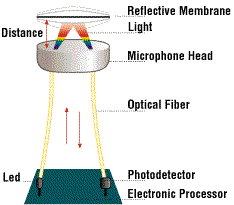 Reflective Membrane
Light
Distance
Microphone Head
Optical Fiber
Led
Photodetector
Electronic Processor